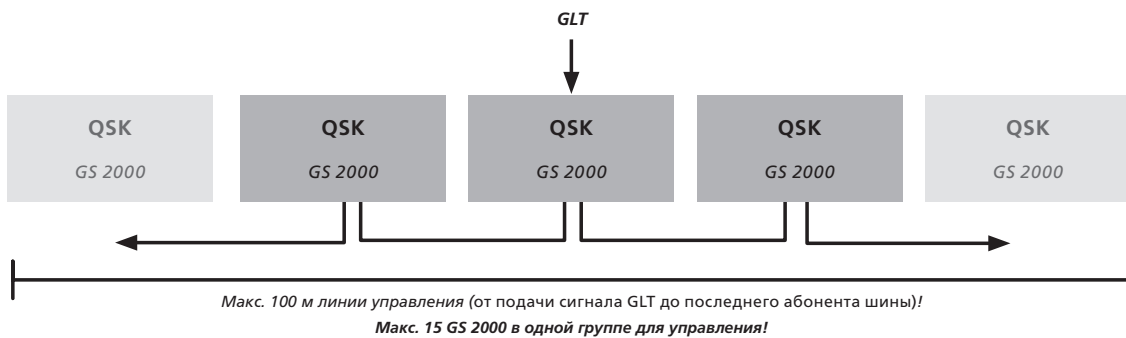 GLT
QSK QSK QSK QSK QSK
GS 2000 GS 2000 GS 2000 GS 2000 GS 2000
Макс. 100 м линии управления (от подачи сигнала GLT до последнего абонента шины)!
Макс. 15 GS 2000 в одной группе для управления!